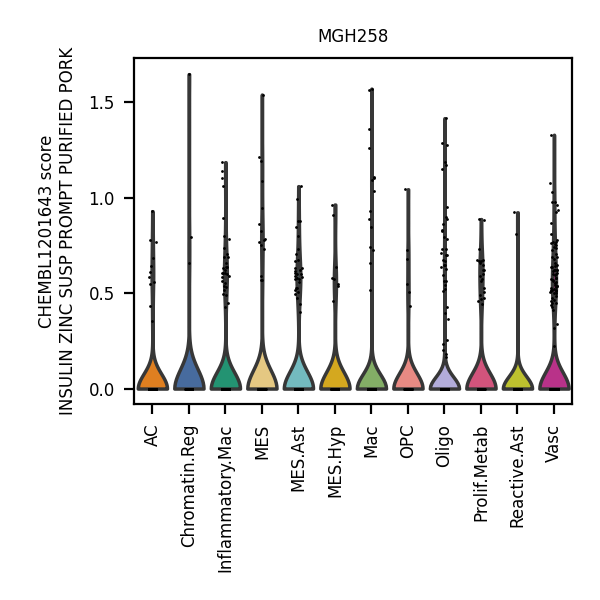 MGH258
CHEMBL1201643 score
INSULIN ZINC SUSP PROMPT PURIFIED PORK
1.5
1.0
0.5
0.0
AC
Chromatin.Reg
Inflammatory.Mac
MES
MES.Ast
MES.Hyp
Mac
OPC
Oligo
Prolif.Metab
Reactive.Ast
Vasc